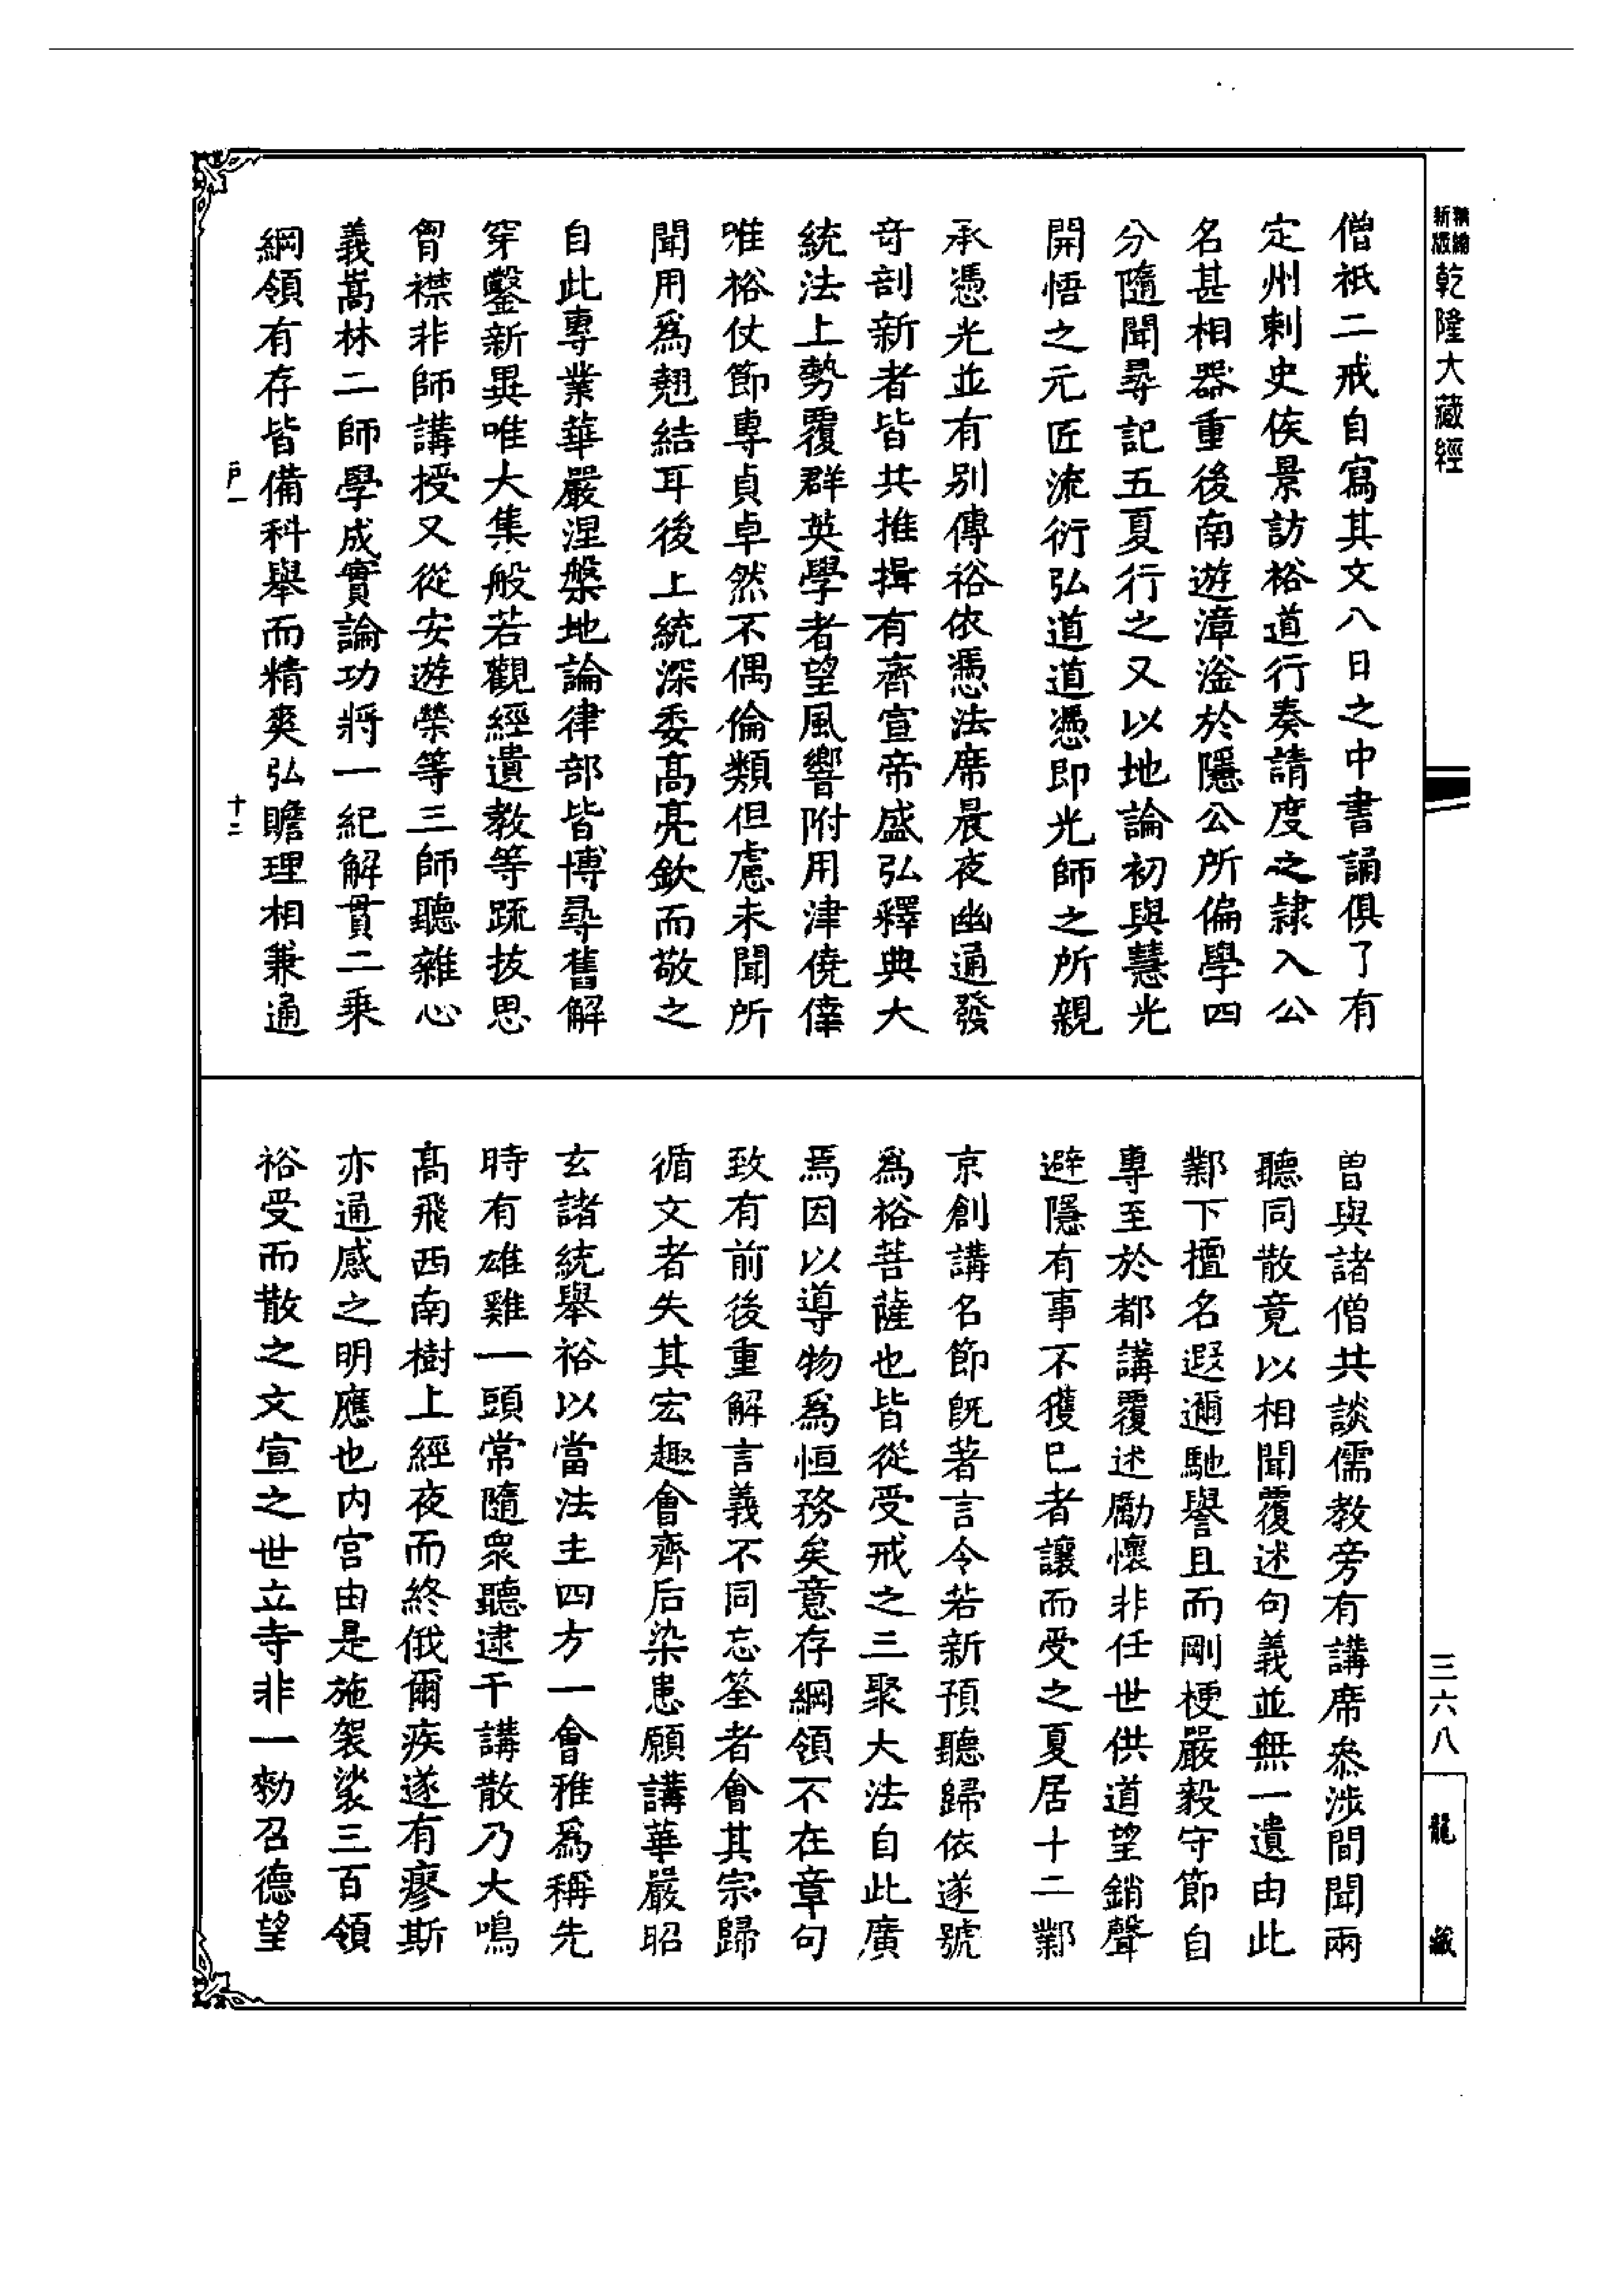 精繪
新版
乾隆大藏經
僧祇二戒自寫其文八日之中書誦俱了有
定州刺史侯景訪裕道行奏請度之隸入公
名甚相器重後南遊漳滏於隱公所偏學四
分隨聞尋記五夏行之又以地論初與慧光
開悟之元匠流衍弘道道憑即光師之所親
承憑光並有別傳裕依憑法席晨夜幽通發
奇剖新者皆共推揖有齊宣帝盛弘釋典大
統法上勢覆群英學者望風響附用津僥倖
唯裕仗節專貞卓然不偶倫類但慮未聞所
聞用為翹結耳後上統深委高亮欽而敬之
自此專業華嚴涅槃地論律部皆博尋舊解
穿鑿新異唯大集般若觀經遺教等疏拔思
胷襟非師講授又從安遊榮等三師聽雜心
義嵩林二師學成實論功將一紀解貫二乘
綱領有存皆備科舉而精爽弘贍理相兼通
戶一
十二
曽與諸僧共談儒教旁有講席叅涉間聞兩
聽同散竟以相聞覆述句義並無一遺由此
鄴下擅名遐邇馳譽且而剛梗嚴毅守節自
專至於都講覆述勵懷非任世供道望銷聲
避隱有事不獲已者讓而受之夏居十二鄴
京創講名節既著言令若新預聽歸依遂號
為裕菩薩也皆從受戒之三聚大法自此廣
焉因以導物為恒務矣意存綱領不在章句
致有前後重解言義不同忘筌者會其宗歸
循文者失其宏趣會齊后染患願講華嚴昭
玄諸統舉裕以當法主四方一會雅為稱先
時有雄雞一頭常隨眾聽逮于講散乃大鳴
高飛西南樹上經夜而終俄爾疾遂有瘳斯
亦通感之明應也內宮由是施袈裟三百領
裕受而散之文宣之世立寺非一勑召德望
三六八
龍藏